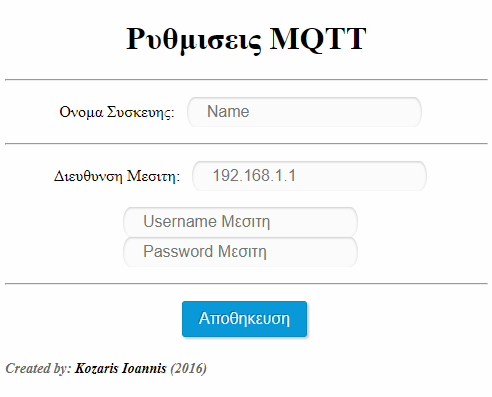 Ρυθμισεις MQTT
Ονομα Συσκευης: Name
Διευθυνση Μεσιτη: 192.168.1.1
Username Μεσιτη
Password Μεσιτη
Αποθηκευση
Created by: Kozaris Ioannis (2016)